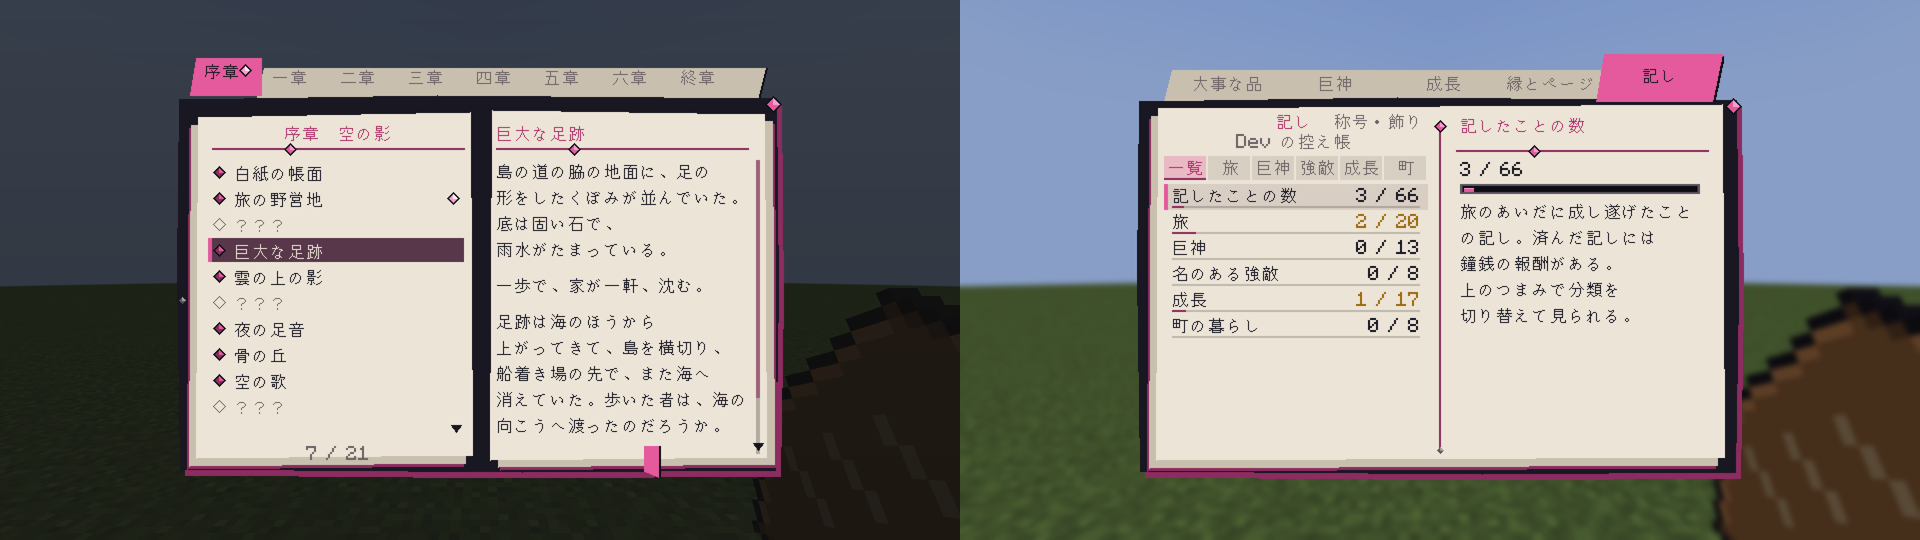 序章 一章 二章 三章 四章 五章 六章 終章
序章 空の影
白紙の帳面
旅の野営地
？？？
巨大な足跡
雲の上の影
？？？
夜の足音
骨の丘
空の歌
？？？
7 / 21
巨大な足跡
島の道の脇の地面に、足の
形をしたくぼみが並んでいた。
底は固い石で、
雨水がたまっている。
一歩で、家が一軒、沈む。
足跡は海のほうから
上がってきて、島を横切り、
船着き場の先で、また海へ
消えていた。歩いた者は、海の
向こうへ渡ったのだろうか。
大事な品 巨神 成長 縁とページ 記し
記し 称号・飾り
Dev の控え帳
一覧 旅 巨神 強敵 成長 町
記したことの数 3 / 66
旅 2 / 20
巨神 0 / 13
名のある強敵 0 / 8
成長 1 / 17
町の暮らし 0 / 8
記したことの数
3 / 66
旅のあいだに成し遂げたこと
の記し。済んだ記しには
鐘銭の報酬がある。
上のつまみで分類を
切り替えて見られる。